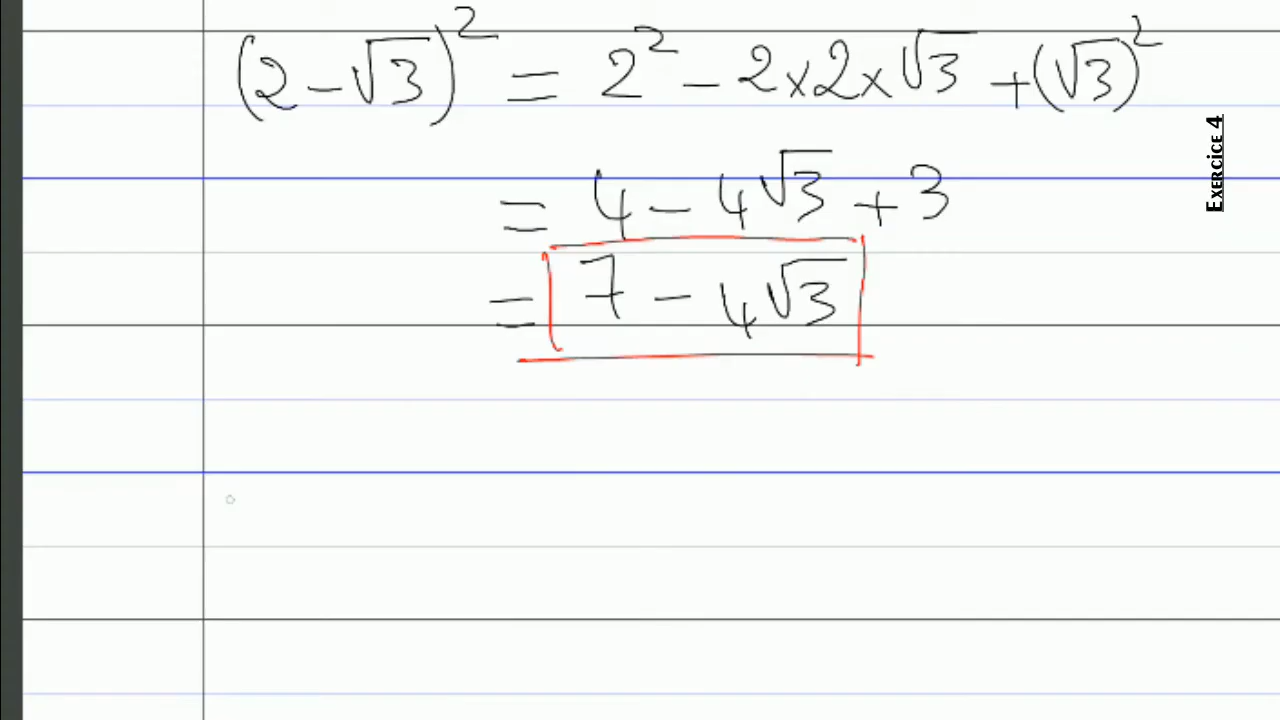 (2-√3)² = 2² - 2×2×√3 + (√3)²
= 4 - 4√3 + 3
= 7 - 4√3
Exercice 4